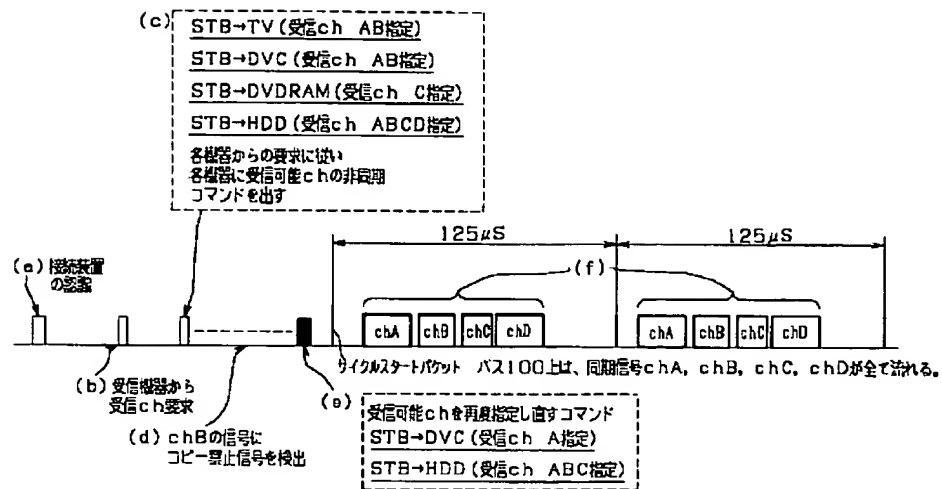 (c)
STB→TV(受信ch AB指定)
STB→DVC(受信ch AB指定)
STB→DVDRAM(受信ch C指定)
STB→HDD(受信ch ABCD指定)
各機器からの要求に従い
各機器に受信可能chの非同期
コマンドを出す
125μS
125μS
(a)接続装置
の認識
(f)
chA
chB
chC
chD
chA
chB
chC
chD
サイクルスタートパケット バス100上は、同期信号chA, chB, chC, chDが全て流れる。
(b)受信機器から
受信ch要求
(d)chBの信号に
コピー禁止信号を検出
(e)
受信可能chを再度指定し直すコマンド
STB→DVC(受信ch A指定)
STB→HDD(受信ch ABC指定)